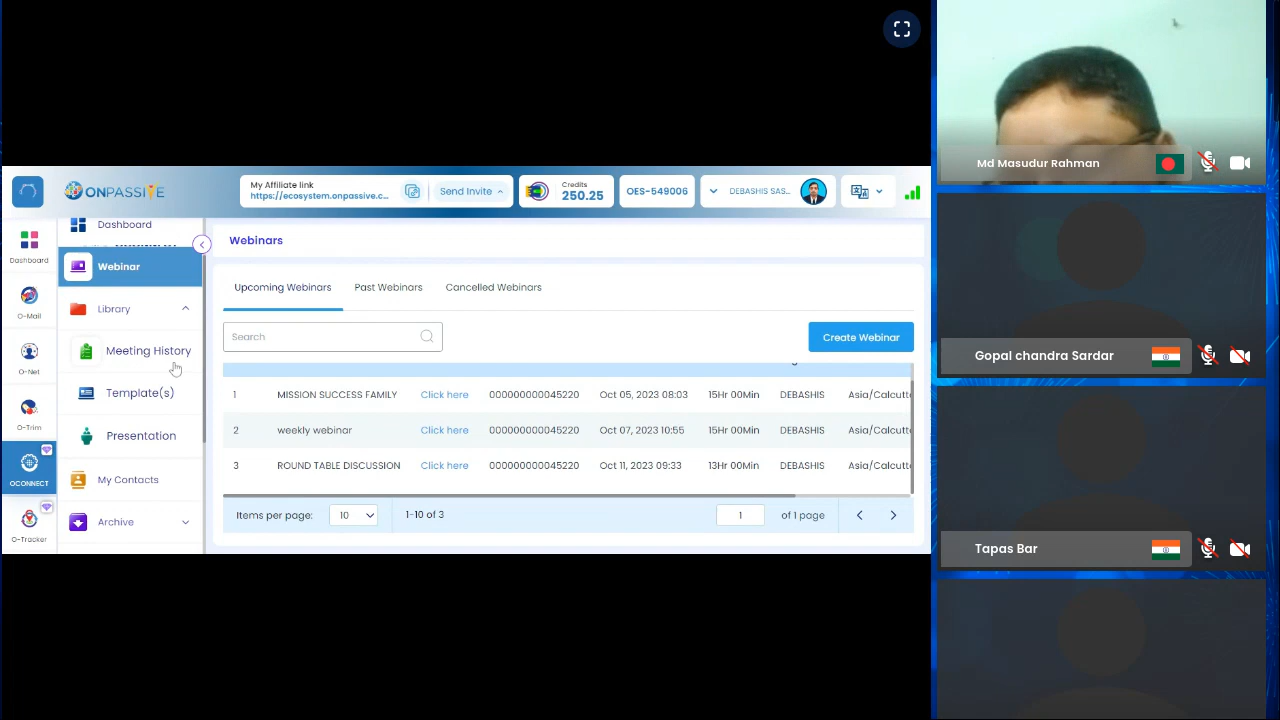 ONPASSIVE
My Affiliate link
https://ecosystem.onpassive.c...
Send Invite
Credits
250.25
OES-549006
DEBASHIS SAS...
Dashboard
O-Mail
O-Net
O-Trim
OCONNECT
O-Tracker
Dashboard
Webinar
Library
Meeting History
Template(s)
Presentation
My Contacts
Archive
Webinars
Upcoming Webinars
Past Webinars
Cancelled Webinars
Search
Create Webinar
1 MISSION SUCCESS FAMILY Click here 000000000045220 Oct 05, 2023 08:03 15Hr 00Min DEBASHIS Asia/Calcutt
2 weekly webinar Click here 000000000045220 Oct 07, 2023 10:55 15Hr 00Min DEBASHIS Asia/Calcutt
3 ROUND TABLE DISCUSSION Click here 000000000045220 Oct 11, 2023 09:33 13Hr 00Min DEBASHIS Asia/Calcutt
Items per page: 10 1-10 of 3 1 of 1 page
Md Masudur Rahman
Gopal chandra Sardar
Tapas Bar